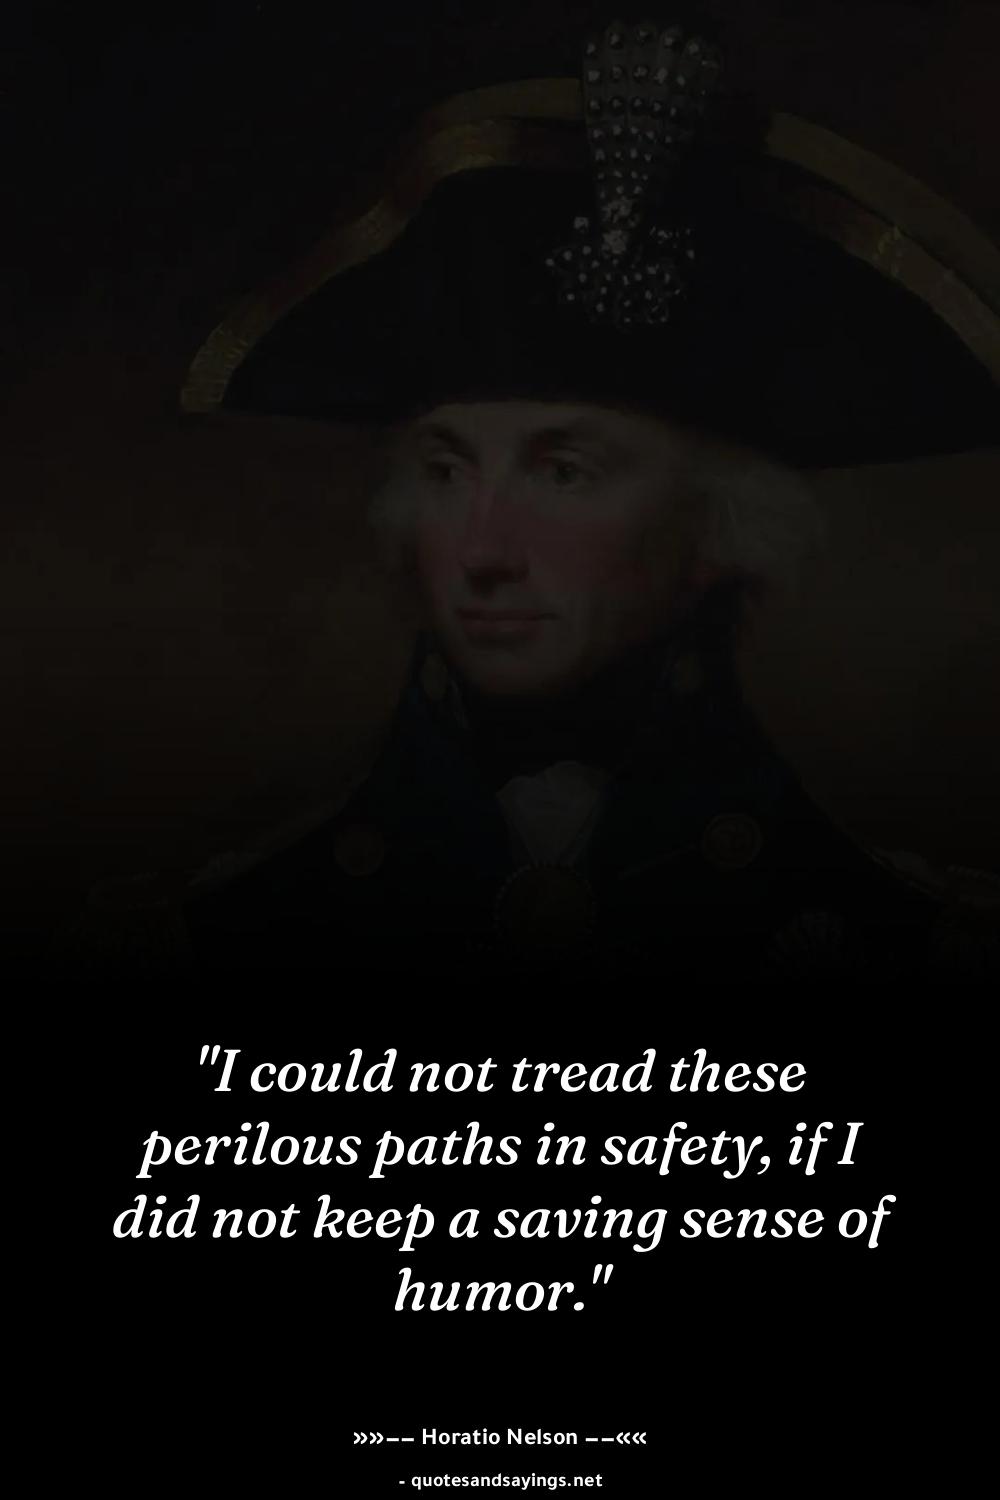 "I could not tread these
perilous paths in safety, if I
did not keep a saving sense of
humor."
»»–– Horatio Nelson ––««
- quotesandsayings.net